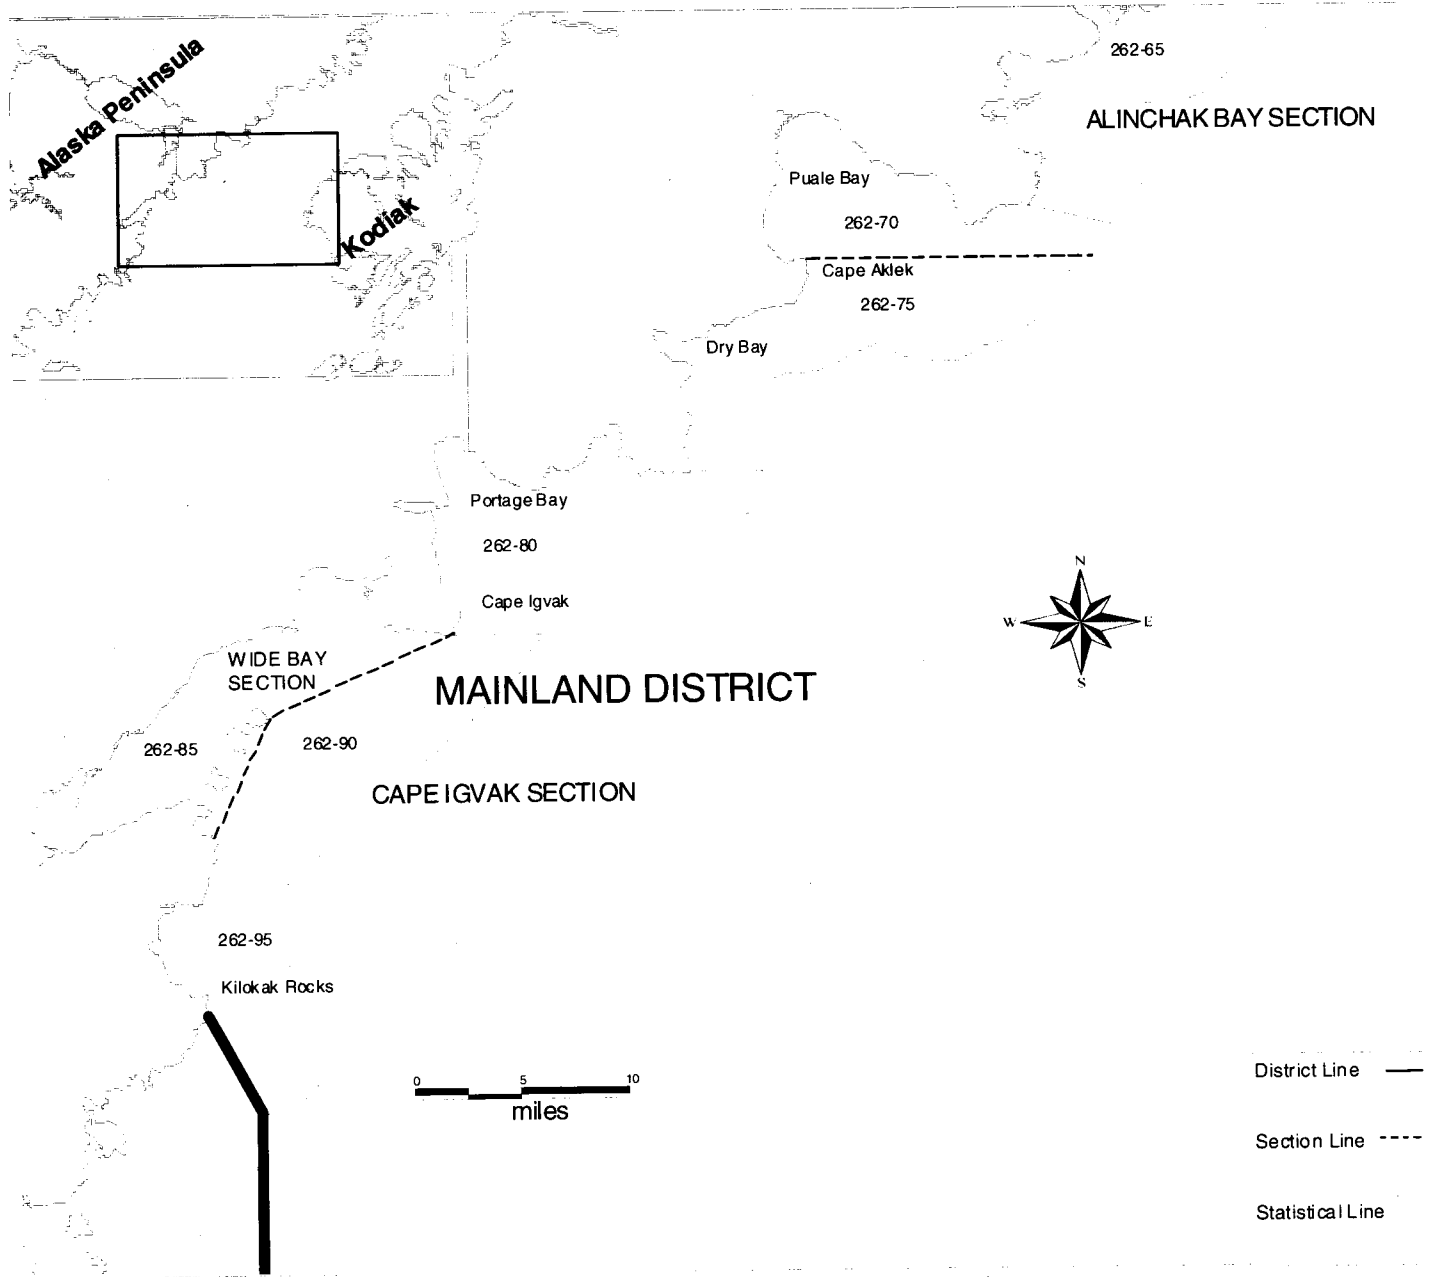 Alaska Peninsula
Kodiak
262-65
ALINCHAK BAY SECTION
Puale Bay
262-70
Cape Aklek
262-75
Dry Bay
Portage Bay
262-80
Cape Igvak
N
W
E
S
WIDE BAY
SECTION
MAINLAND DISTRICT
262-85
262-90
CAPE IGVAK SECTION
262-95
Kilokak Rocks
0 5 10
miles
District Line
Section Line
Statistical Line